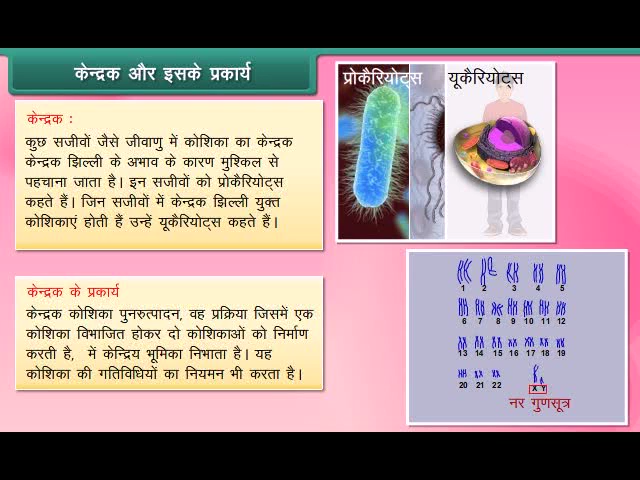 केन्द्रक और इसके प्रकार्य
केन्द्रक :
कुछ सजीवों जैसे जीवाणु में कोशिका का केन्द्रक
केन्द्रक झिल्ली के अभाव के कारण मुश्किल से
पहचाना जाता है। इन सजीवों को प्रोकैरियोट्स
कहते हैं। जिन सजीवों में केन्द्रक झिल्ली युक्त
कोशिकाएं होती हैं उन्हें यूकैरियोट्स कहते हैं।
केन्द्रक के प्रकार्य
केन्द्रक कोशिका पुनरुत्पादन, वह प्रक्रिया जिसमें एक
कोशिका विभाजित होकर दो कोशिकाओं को निर्माण
करती है, में केन्द्रिय भूमिका निभाता है। यह
कोशिका की गतिविधियों का नियमन भी करता है।
प्रोकैरियोट्स यूकैरियोट्स
1 2 3 4 5
6 7 8 9 10 11 12
13 14 15 16 17 18 19
20 21 22 X Y
नर गुणसूत्र